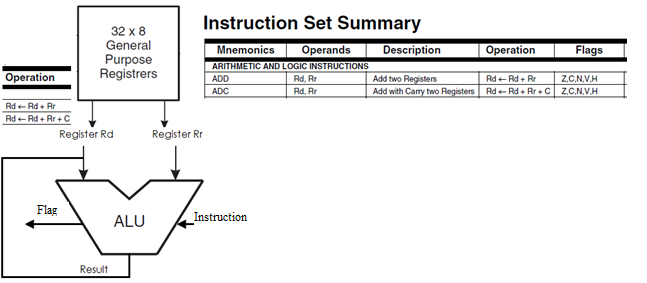 32 x 8
General
Purpose
Registrers
Operation
Rd ← Rd + Rr
Rd ← Rd + Rr + C
Register Rd
Register Rr
Flag
ALU
Instruction
Result
Instruction Set Summary
Mnemonics Operands Description Operation Flags
ARITHMETIC AND LOGIC INSTRUCTIONS
ADD Rd, Rr Add two Registers Rd ← Rd + Rr Z,C,N,V,H
ADC Rd, Rr Add with Carry two Registers Rd ← Rd + Rr + C Z,C,N,V,H